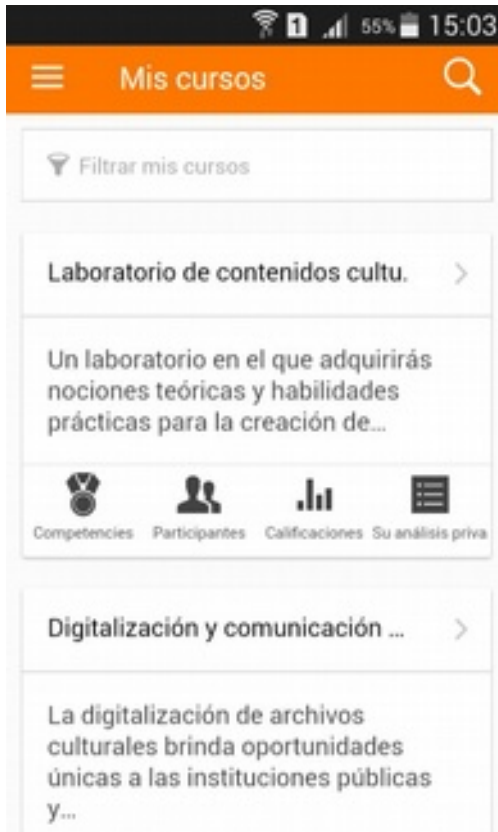 1 55% 15:03
Mis cursos
Filtrar mis cursos
Laboratorio de contenidos cultu.
Un laboratorio en el que adquirirás
nociones teóricas y habilidades
prácticas para la creación de...
Competencies Participantes Calificaciones Su análisis priva
Digitalización y comunicación ...
La digitalización de archivos
culturales brinda oportunidades
únicas a las instituciones públicas
y...